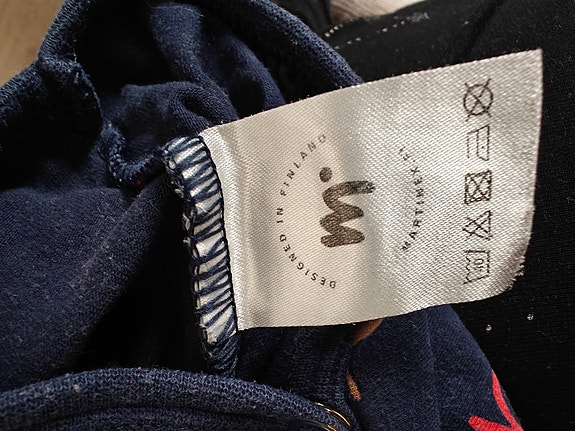 DESIGNED IN FINLAND
MARTINEX.FI